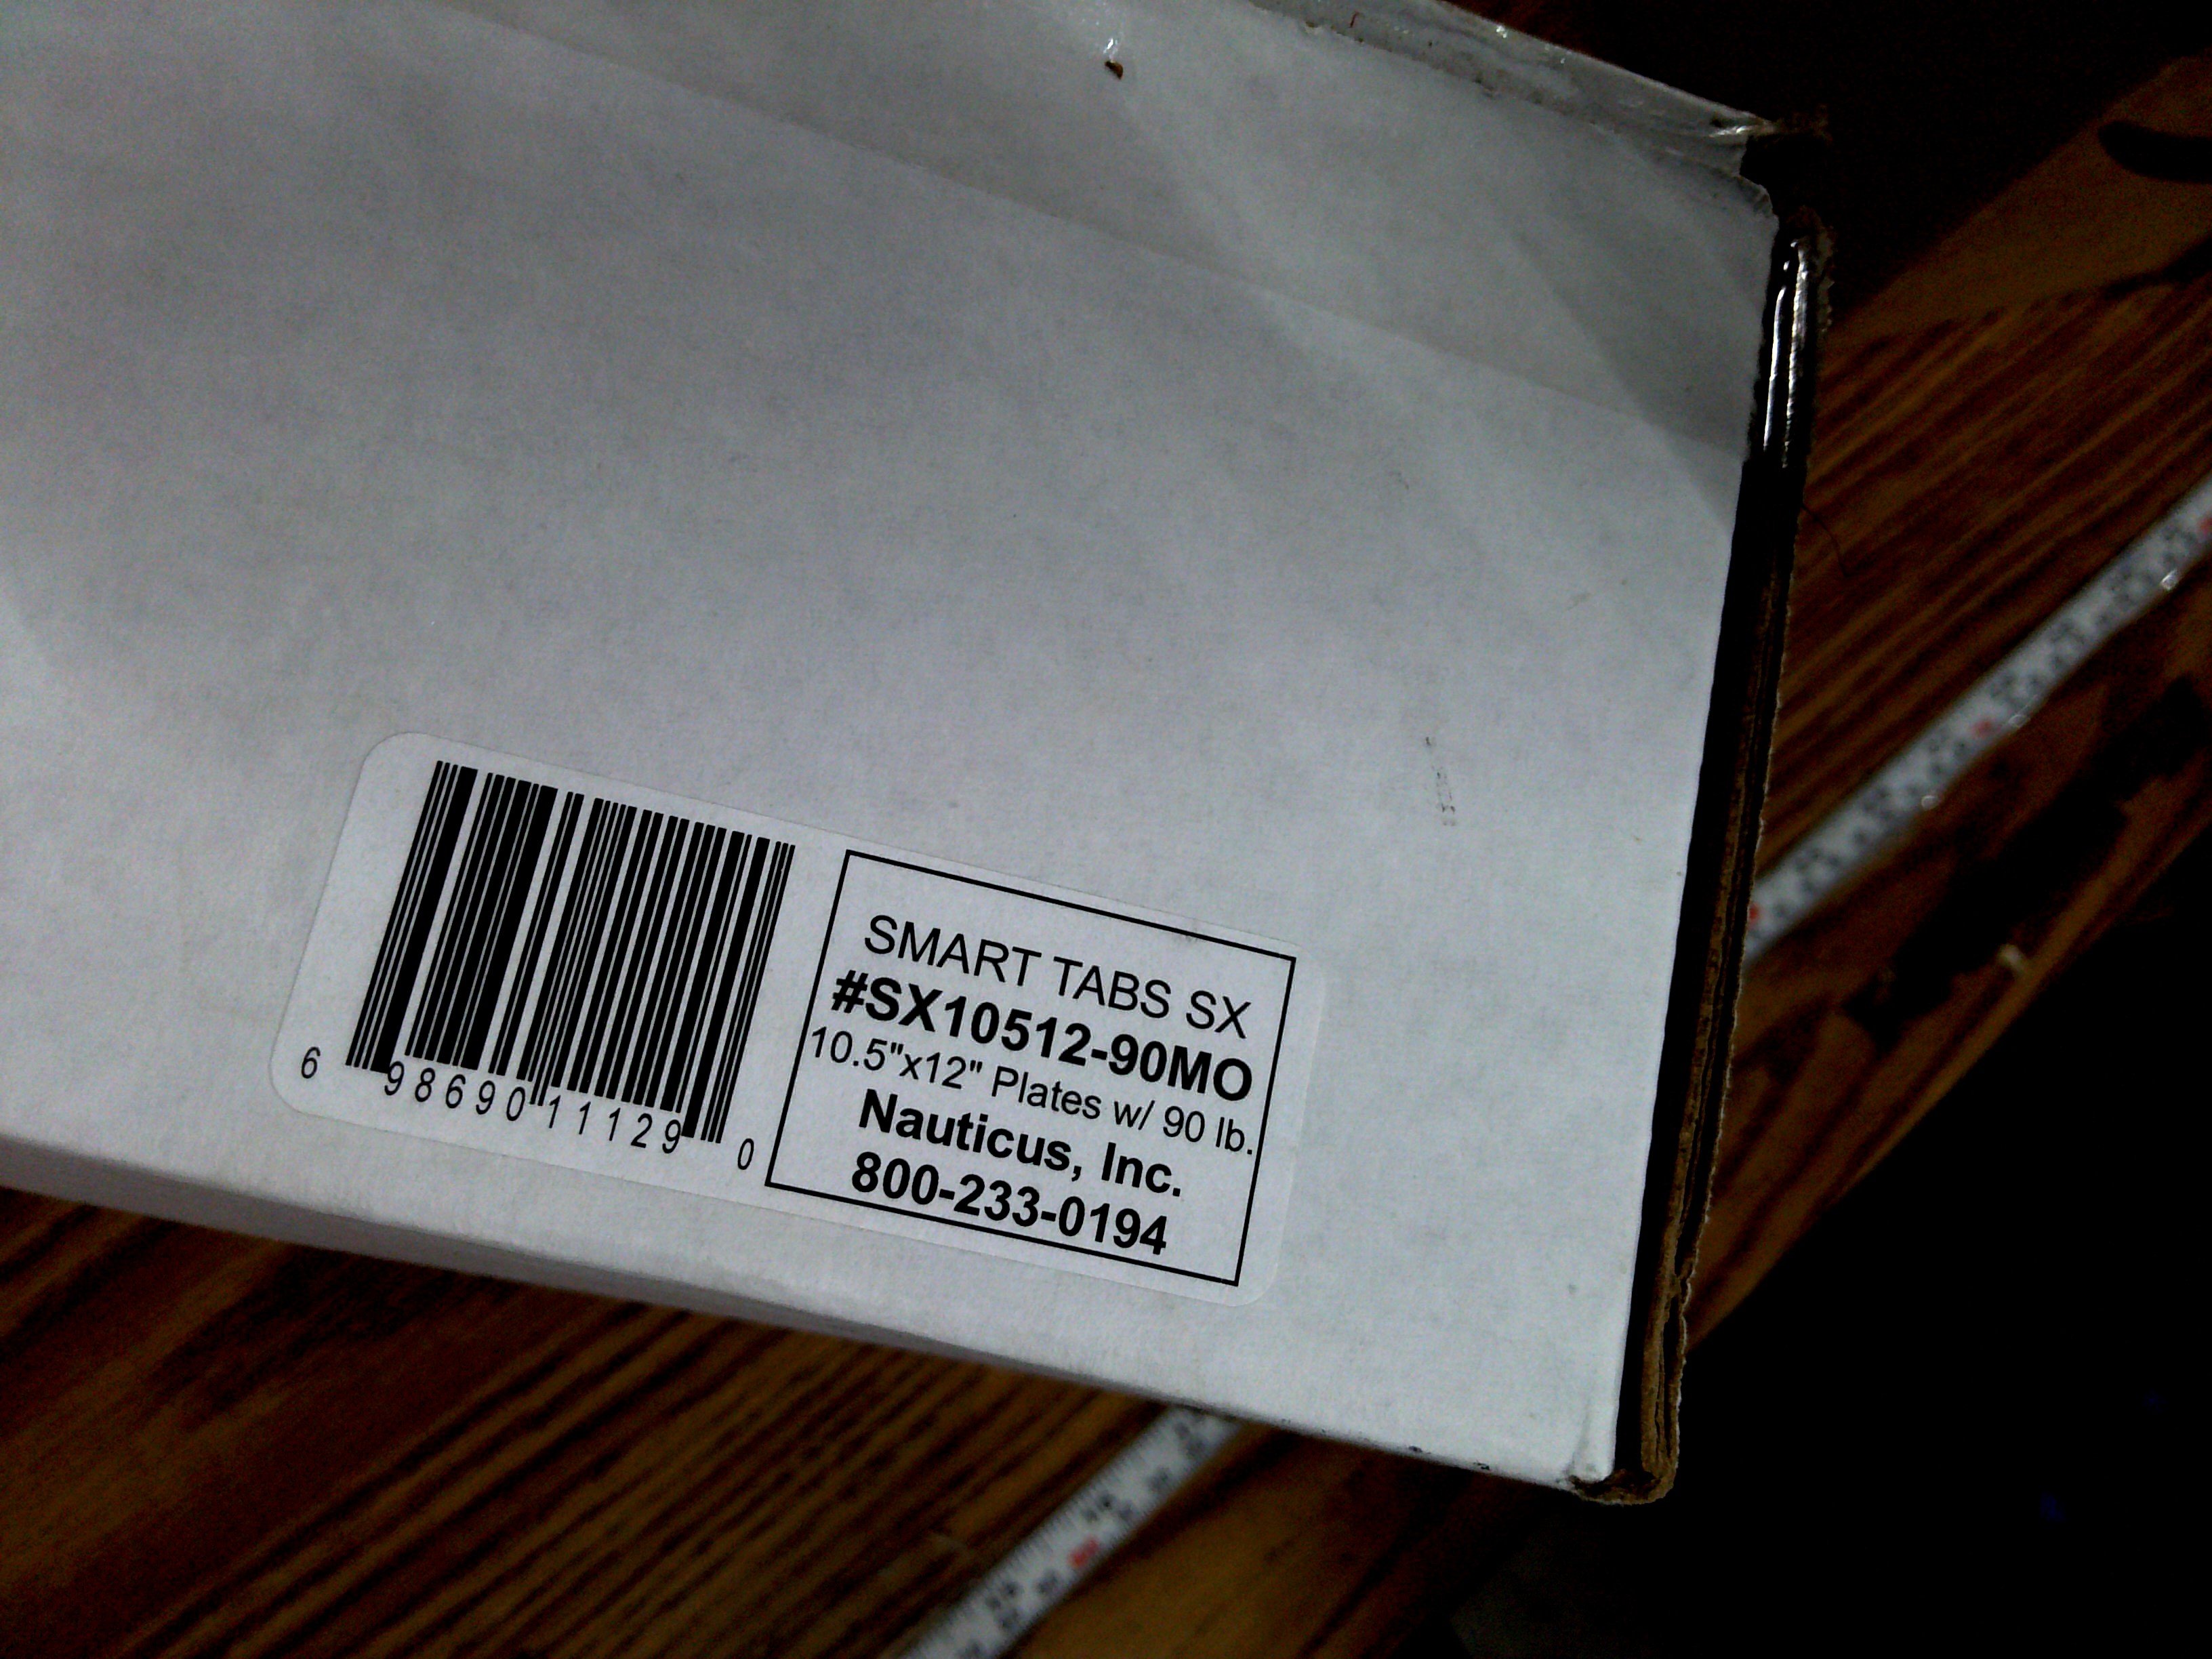 SMART TABS SX
#SX10512-90MO
10.5"x12" Plates w/ 90 lb.
Nauticus, Inc.
800-233-0194
6 98690 11129 0